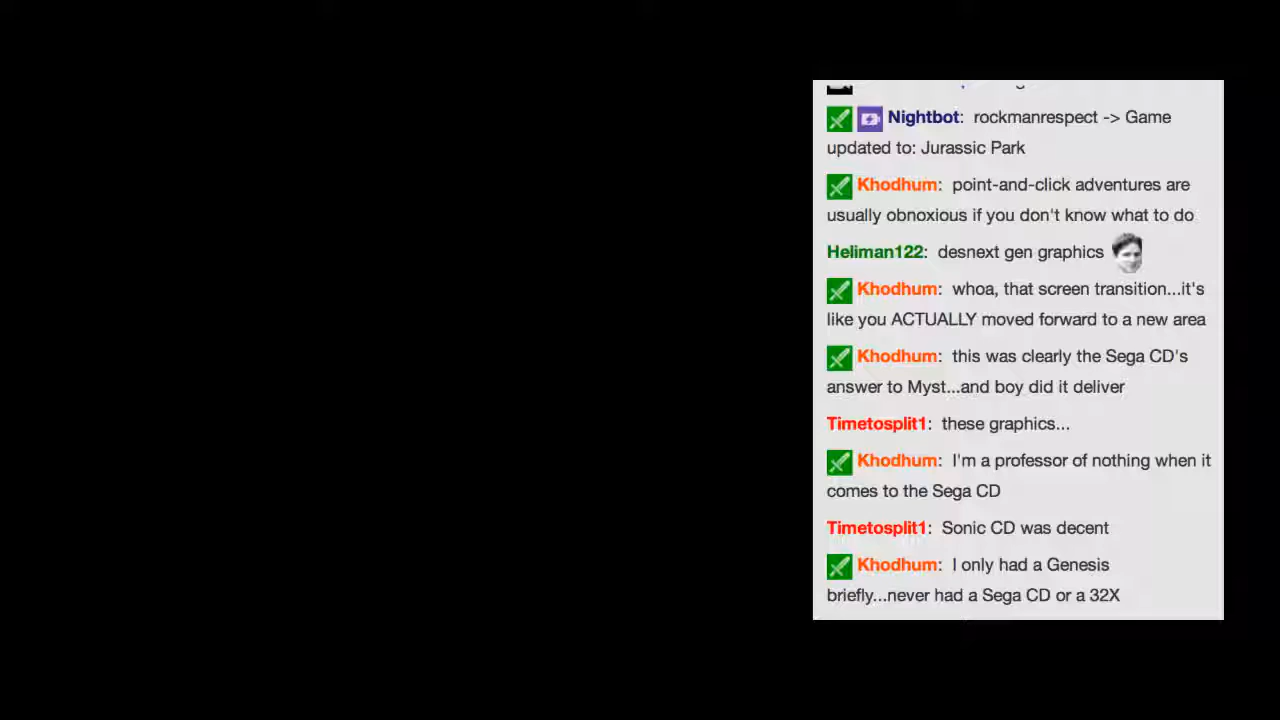 Nightbot: rockmanrespect -> Game
updated to: Jurassic Park
Khodhum: point-and-click adventures are
usually obnoxious if you don't know what to do
Heliman122: desnext gen graphics
Khodhum: whoa, that screen transition...it's
like you ACTUALLY moved forward to a new area
Khodhum: this was clearly the Sega CD's
answer to Myst...and boy did it deliver
Timetosplit1: these graphics...
Khodhum: I'm a professor of nothing when it
comes to the Sega CD
Timetosplit1: Sonic CD was decent
Khodhum: I only had a Genesis
briefly...never had a Sega CD or a 32X